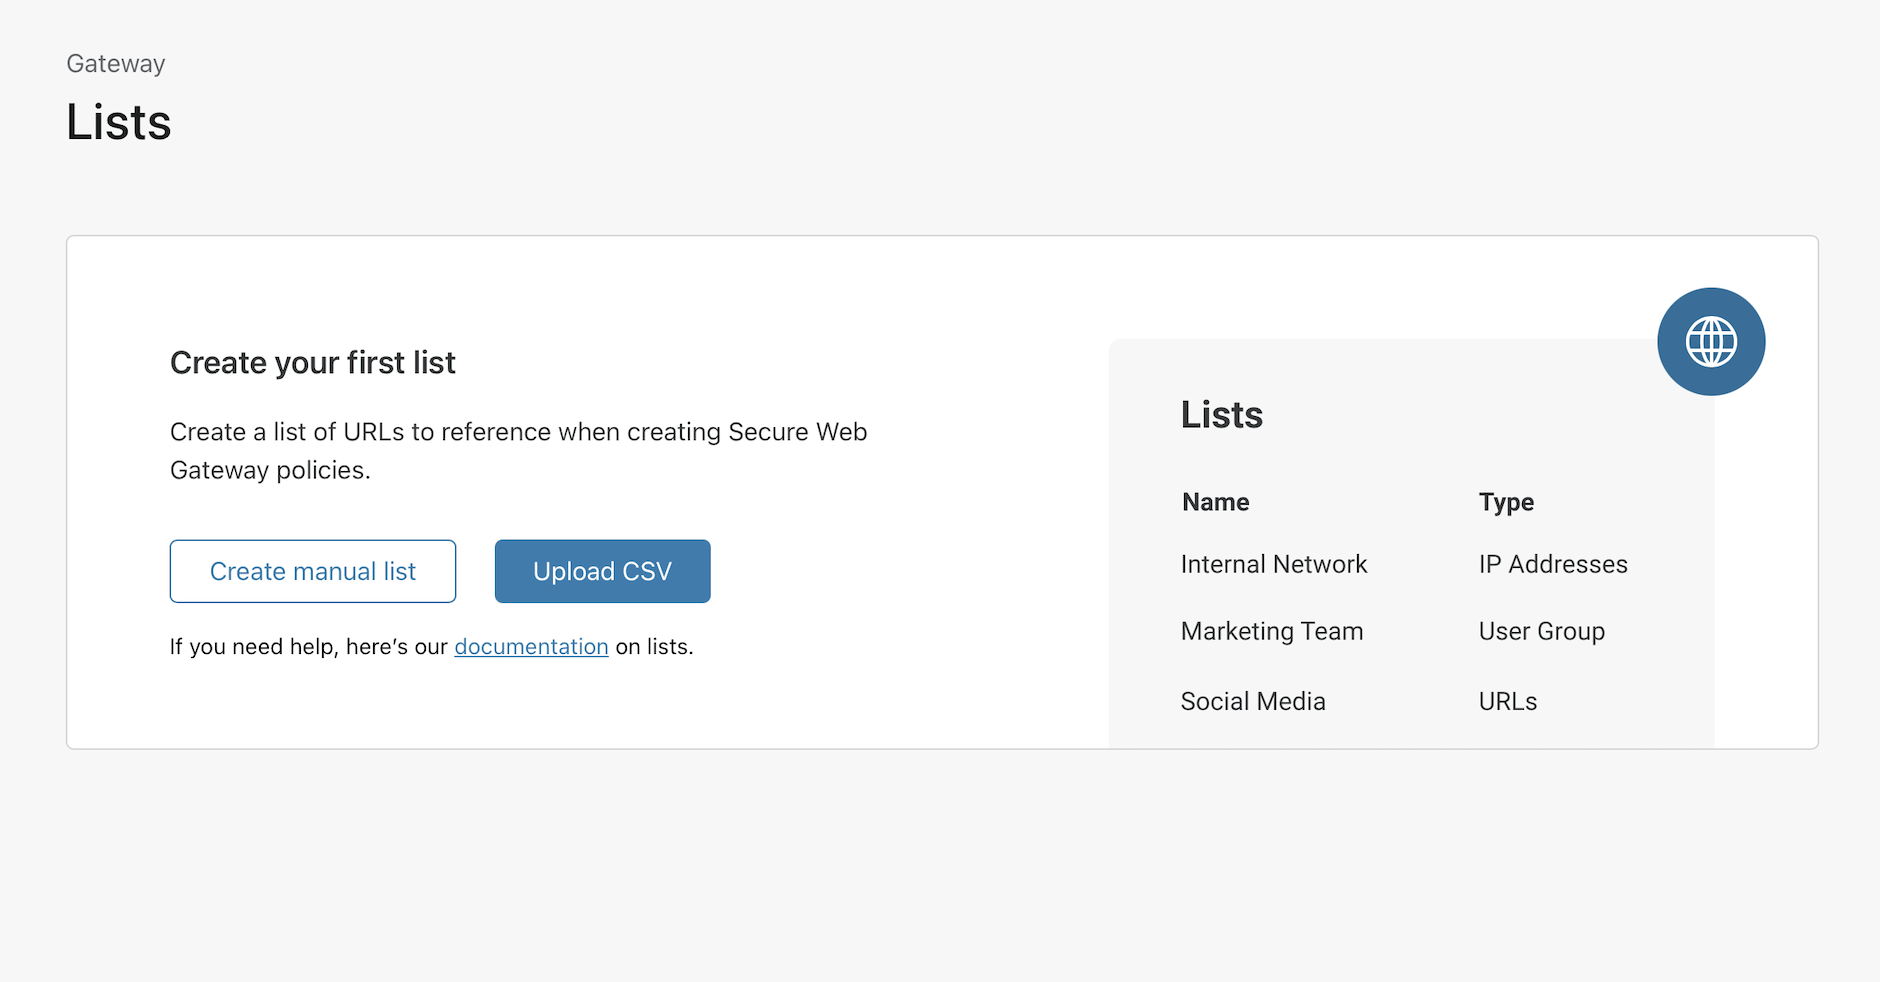 Gateway
Lists
Create your first list
Create a list of URLs to reference when creating Secure Web
Gateway policies.
Create manual list
Upload CSV
If you need help, here’s our documentation on lists.
Lists
Name Type
Internal Network IP Addresses
Marketing Team User Group
Social Media URLs